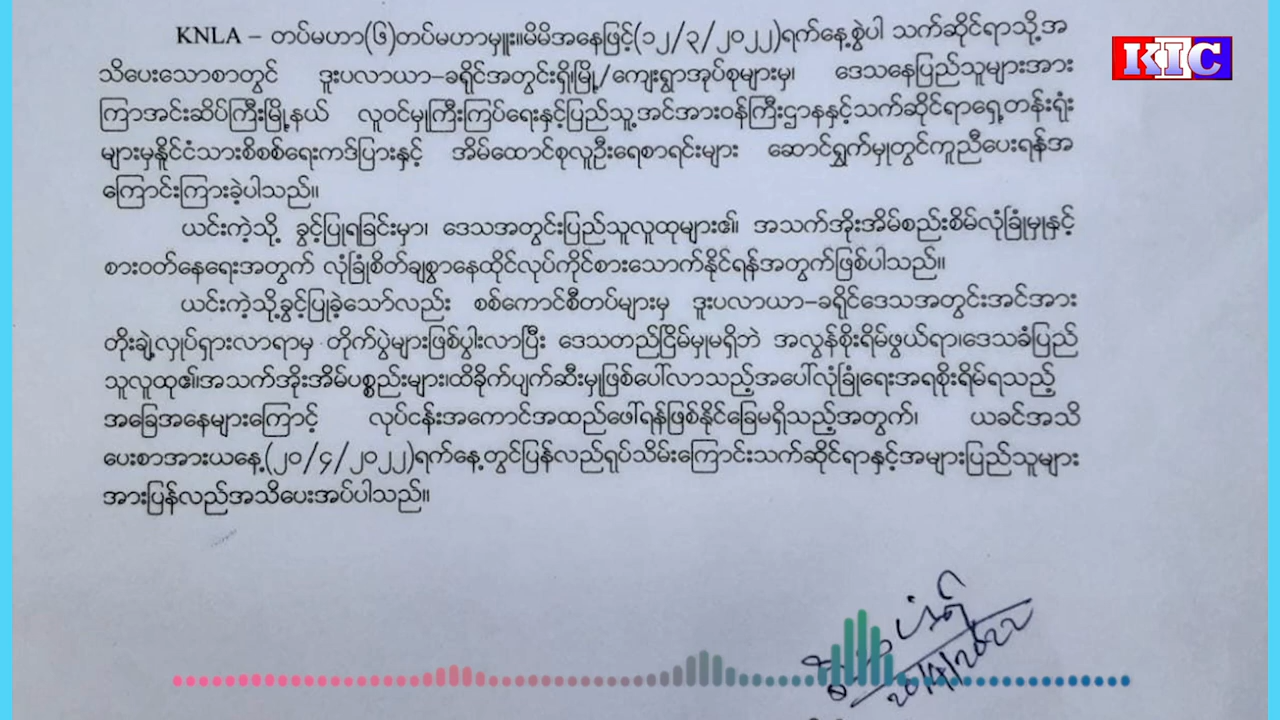 KIC
KNLA – တပ်မဟာ(၆)တပ်မဟာမှူး။မိမိအနေဖြင့်(၁၂/၃/၂၀၂၂)ရက်နေ့စွဲပါ သက်ဆိုင်ရာသို့အ
သိပေးသောစာတွင် ဒူးပလာယာ–ခရိုင်အတွင်းရှိ၊မြို့/ကျေးရွာအုပ်စုများမှ၊ ဒေသနေပြည်သူများအား
ကြာအင်းဆိပ်ကြီးမြို့နယ် လူဝင်မှုကြီးကြပ်ရေးနှင့်ပြည်သူ့အင်အားဝန်ကြီးဌာနနှင့်သက်ဆိုင်ရာရှေ့တန်းရုံး
များမှနိုင်ငံသားစိစစ်ရေးကဒ်ပြားနှင့် အိမ်ထောင်စုလူဦးရေစာရင်းများ ဆောင်ရွှက်မှုတွင်ကူညီပေးရန်အ
ကြောင်းကြားခဲ့ပါသည်။
ယင်းကဲ့သို့ ခွင့်ပြုရခြင်းမှာ၊ ဒေသအတွင်းပြည်သူလူထုများ၏ အသက်အိုးအိမ်စည်းစိမ်လုံခြုံမှုနှင့်
စားဝတ်နေရေးအတွက် လုံခြုံစိတ်ချစွာနေထိုင်လုပ်ကိုင်စားသောက်နိုင်ရန်အတွက်ဖြစ်ပါသည်။
ယင်းကဲ့သို့ခွင့်ပြုခဲ့သော်လည်း စစ်ကောင်စီတပ်များမှ ဒူးပလာယာ–ခရိုင်ဒေသအတွင်းအင်အား
တိုးချဲ့လှုပ်ရှားလာရာမှ တိုက်ပွဲများဖြစ်ပွါးလာပြီး ဒေသတည်ငြိမ်မှုမရှိဘဲ အလွန်စိုးရိမ်ဖွယ်ရာ၊ဒေသခံပြည်
သူလူထု၏၊အသက်အိုးအိမ်ပစ္စည်းများ၊ထိခိုက်ပျက်ဆီးမှုဖြစ်ပေါ်လာသည့်အပေါ်လုံခြုံရေးအရစိုးရိမ်ရသည့်
အခြေအနေများကြောင့် လုပ်ငန်းအကောင်အထည်ဖေါ်ရန်ဖြစ်နိုင်ခြေမရှိသည့်အတွက်၊ ယခင်အသိ
ပေးစာအားယနေ့(၂၀/၄/၂၀၂၂)ရက်နေ့တွင်ပြန်လည်ရုပ်သိမ်းကြောင်းသက်ဆိုင်ရာနှင့်အများပြည်သူများ
အားပြန်လည်အသိပေးအပ်ပါသည်။
20/4/2022